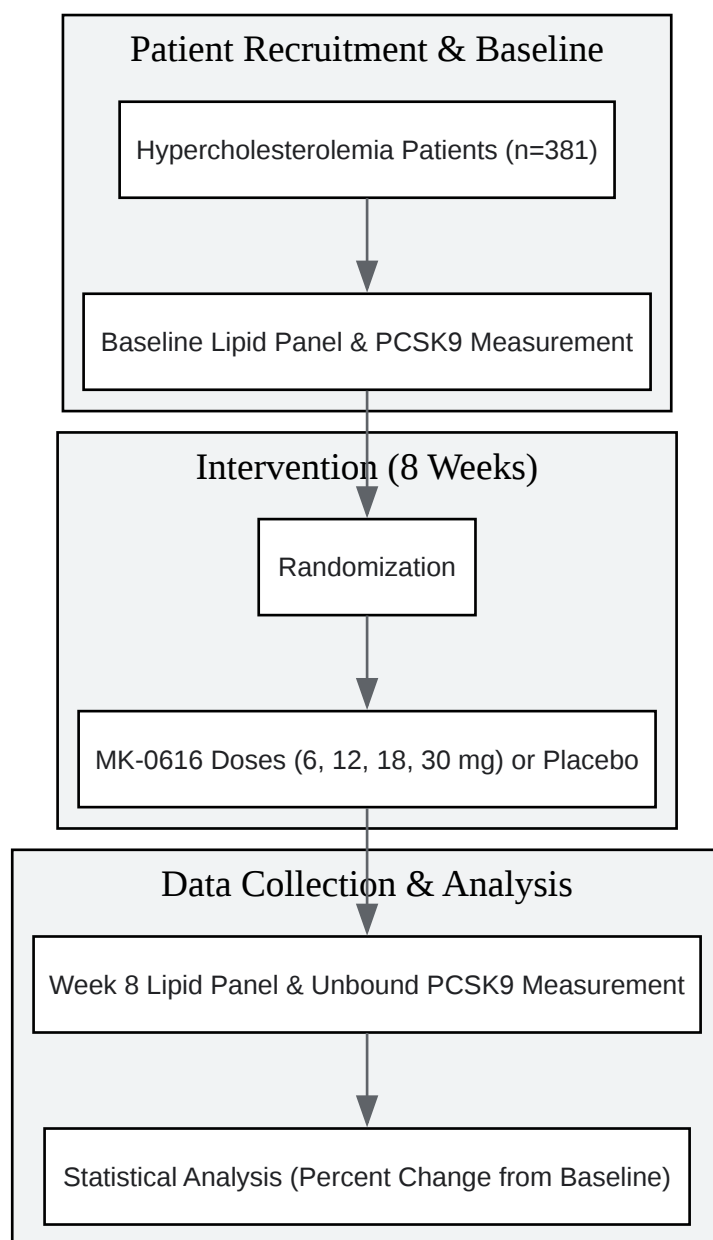 Patient Recruitment & Baseline
Hypercholesterolemia Patients (n=381)
Baseline Lipid Panel & PCSK9 Measurement
Intervention (8 Weeks)
Randomization
MK-0616 Doses (6, 12, 18, 30 mg) or Placebo
Data Collection & Analysis
Week 8 Lipid Panel & Unbound PCSK9 Measurement
Statistical Analysis (Percent Change from Baseline)